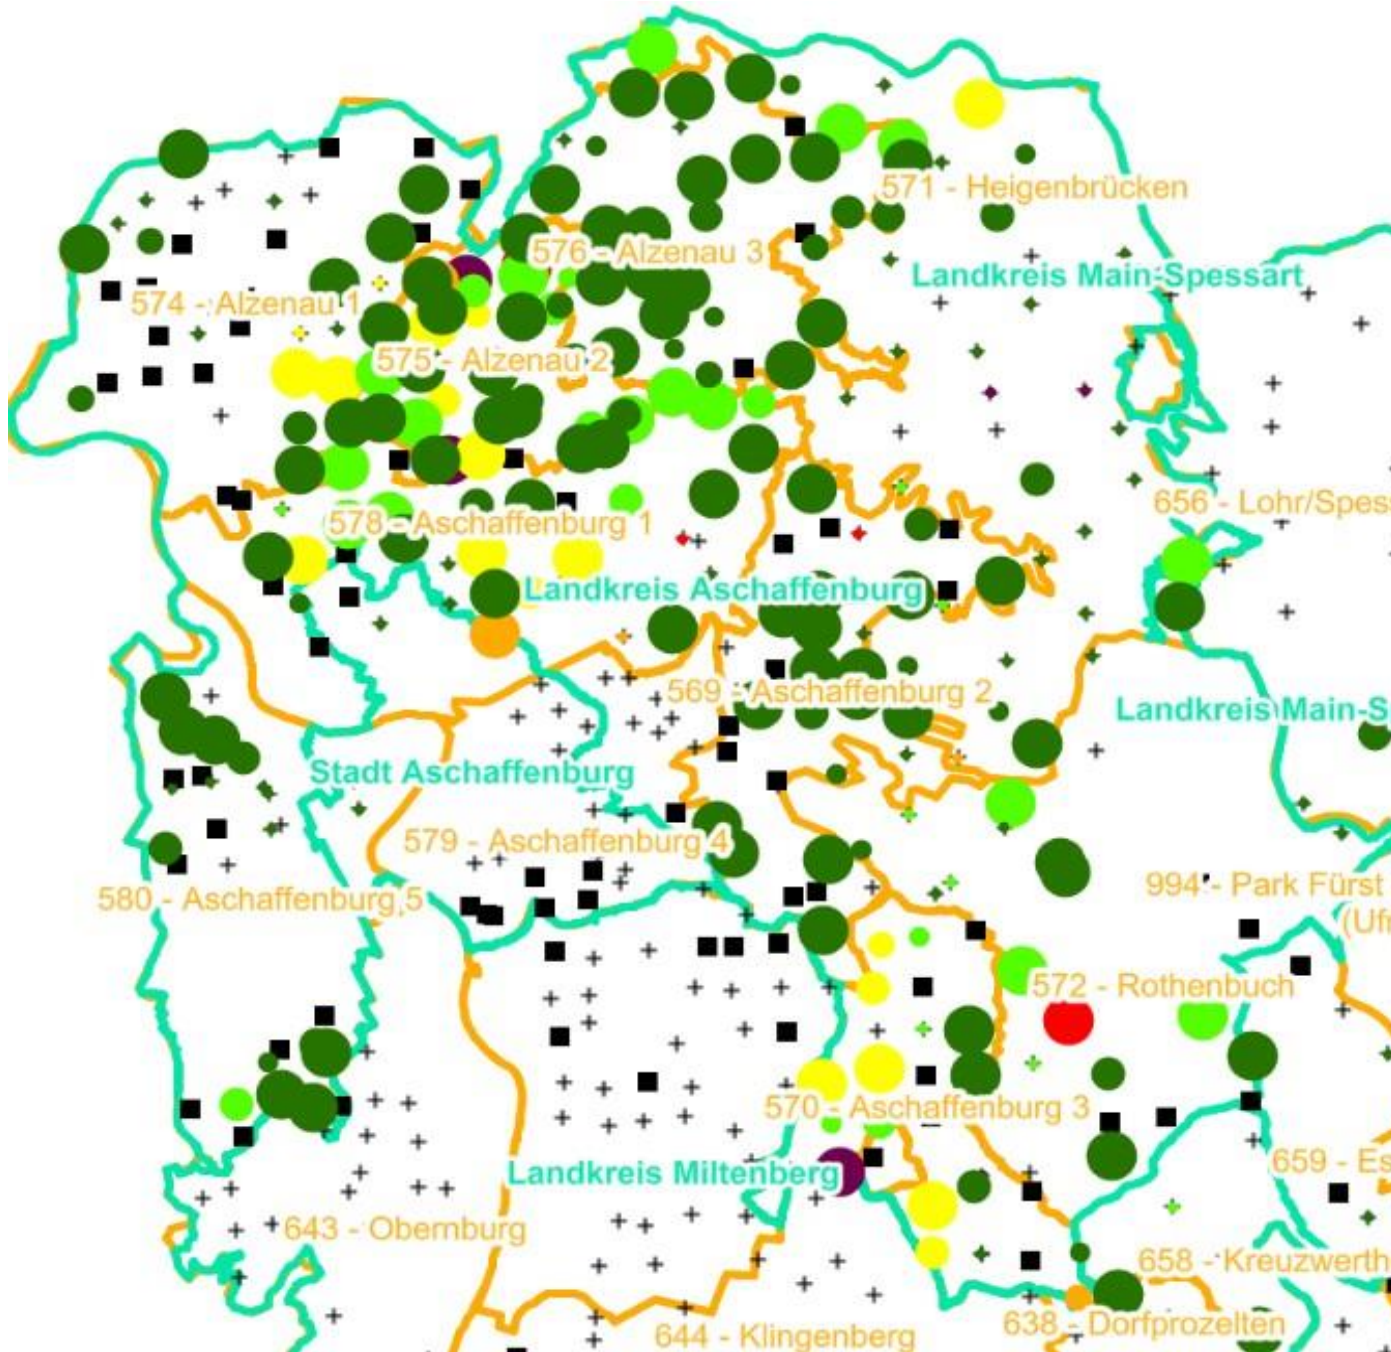 571 - Heigenbrücken
576 - Alzenau 3
Landkreis Main-Spessart
574 - Alzenau 1
575 - Alzenau 2
656 - Lohr/Spes
578 - Aschaffenburg 1
Landkreis Aschaffenburg
569 - Aschaffenburg 2
Landkreis Main-S
Stadt Aschaffenburg
579 - Aschaffenburg 4
994 - Park Fürst
(Ufr
580 - Aschaffenburg 5
572 - Rothenbuch
570 - Aschaffenburg 3
Landkreis Miltenberg
659 - Es
643 - Obernburg
658 - Kreuzwerth
638 - Dorfprozelten
644 - Klingenberg